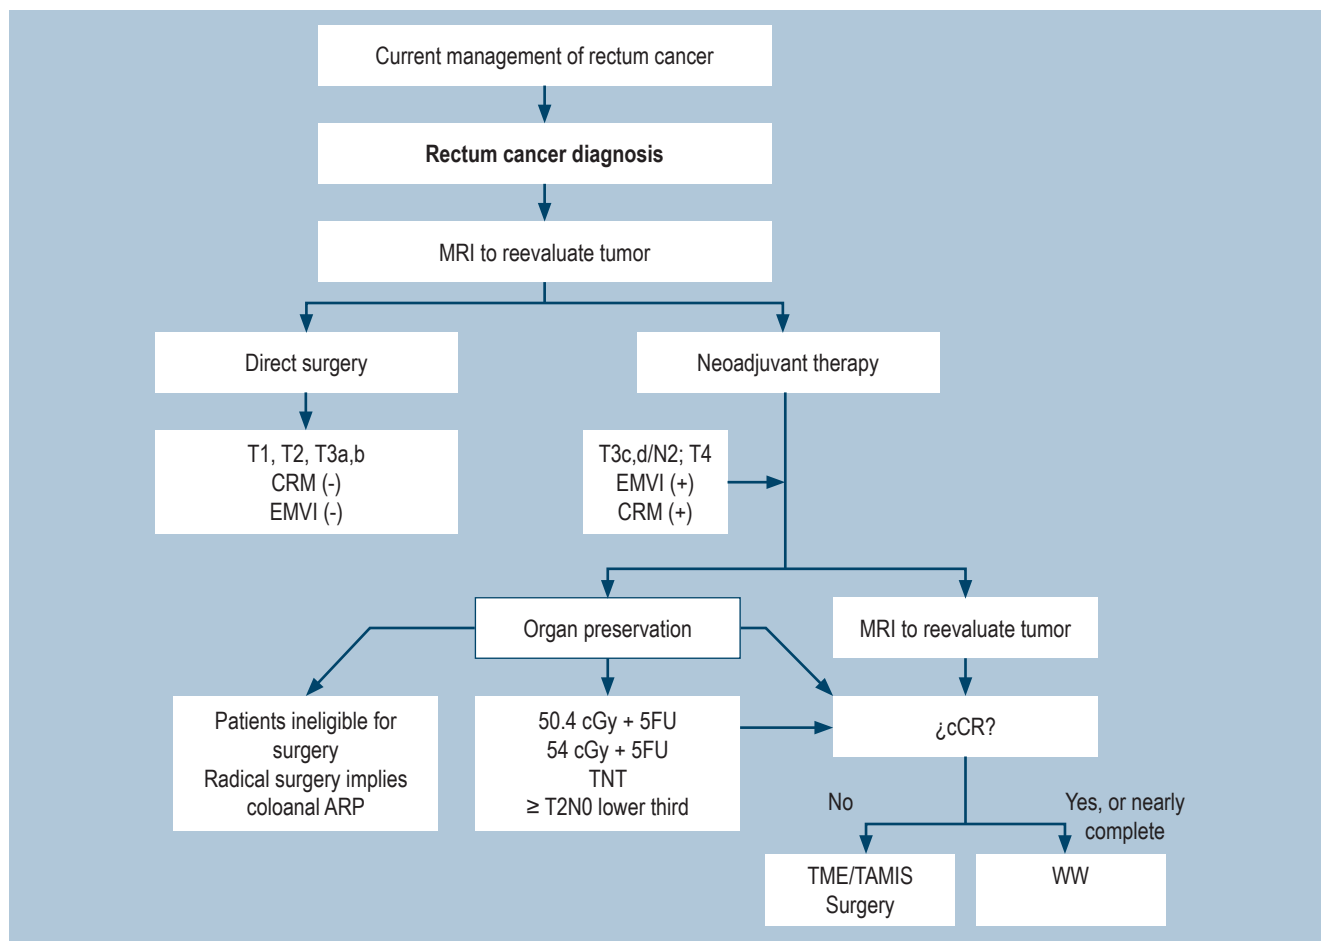 Current management of rectum cancer
Rectum cancer diagnosis
MRI to reevaluate tumor
Direct surgery
Neoadjuvant therapy
T1, T2, T3a,b
CRM (-)
EMVI (-)
T3c,d/N2; T4
EMVI (+)
CRM (+)
Organ preservation
MRI to reevaluate tumor
Patients ineligible for
surgery
Radical surgery implies
coloanal ARP
50.4 cGy + 5FU
54 cGy + 5FU
TNT
≥ T2N0 lower third
¿cCR?
No
Yes, or nearly
complete
TME/TAMIS
Surgery
WW